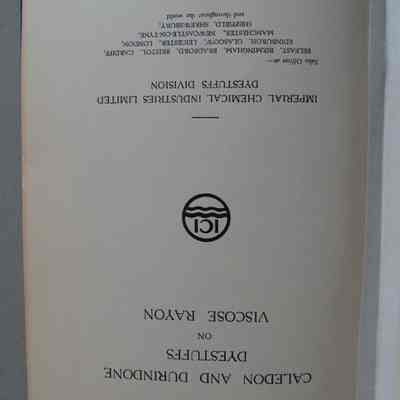 CALEDON AND DURINDONE
DYESTUFFS
ON
VISCOSE RAYON
ICI
IMPERIAL CHEMICAL INDUSTRIES LIMITED
DYESTUFFS DIVISION
Sales Offices at:—
BELFAST, BIRMINGHAM, BRADFORD, BRISTOL, CARDIFF,
EDINBURGH, GLASGOW, LEICESTER, LONDON,
MANCHESTER, NEWCASTLE-ON-TYNE,
SHEFFIELD, SHREWSBURY,
and throughout the world